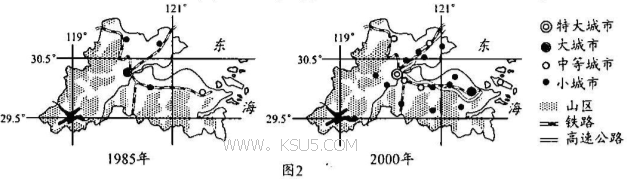 121°
119°
30.5°
东
29.5°
海
1985年
121°
119°
30.5°
东
29.5°
海
2000年
特大城市
大城市
中等城市
小城市
山区
铁路
高速公路
WWW.KSU5.COM
图2